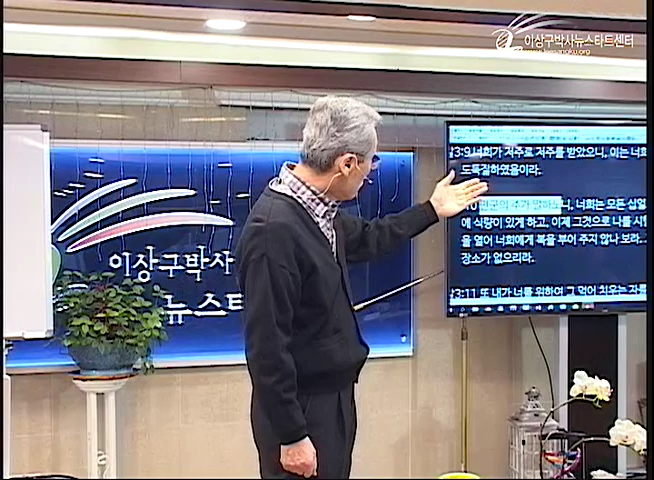 이상구박사뉴스타트센터
www.leesangku.org
3:9 너희가 저주로 저주를 받았으니, 이는 너희
도둑질하였음이라.
10 만군의 주가 말하노니, 너희는 모든 십일
에 식량이 있게 하고, 이제 그것으로 나를 시험
을 열어 너희에게 복을 부어 주지 않나 보라.
장소가 없으리라.
3:11 또 내가 너를 위하여 그 먹어 치우는 자를
이상구박사
뉴스타